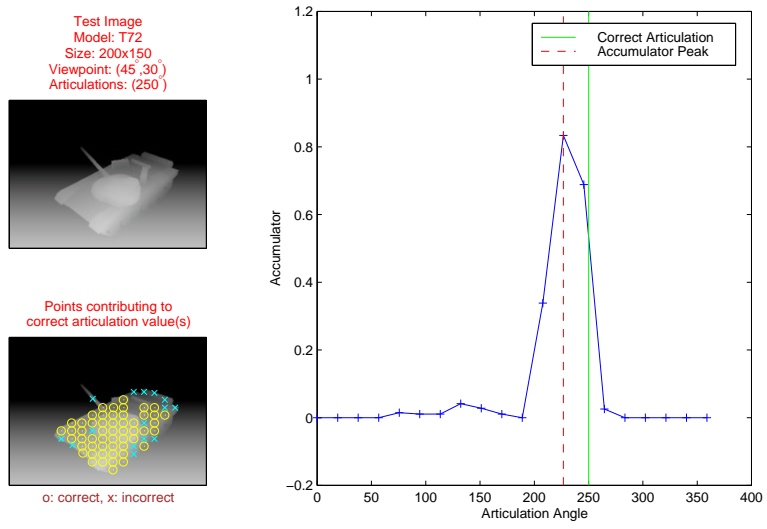 Test Image
Model: T72
Size: 200x150
Viewpoint: (45°,30°)
Articulations: (250°)
Points contributing to
correct articulation value(s)
o: correct, x: incorrect
Correct Articulation
Accumulator Peak
1.2
1
0.8
0.6
0.4
0.2
0
−0.2
Accumulator
0 50 100 150 200 250 300 350 400
Articulation Angle